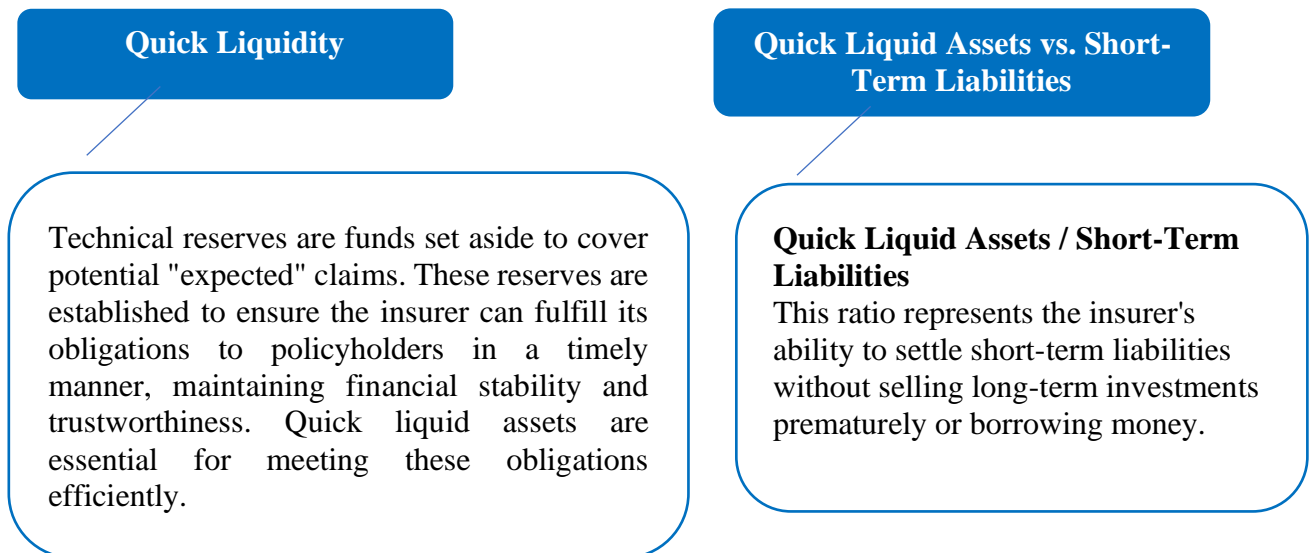 Quick Liquidity
Technical reserves are funds set aside to cover
potential "expected" claims. These reserves are
established to ensure the insurer can fulfill its
obligations to policyholders in a timely
manner, maintaining financial stability and
trustworthiness. Quick liquid assets are
essential for meeting these obligations
efficiently.
Quick Liquid Assets vs. Short-
Term Liabilities
Quick Liquid Assets / Short-Term
Liabilities
This ratio represents the insurer's
ability to settle short-term liabilities
without selling long-term investments
prematurely or borrowing money.